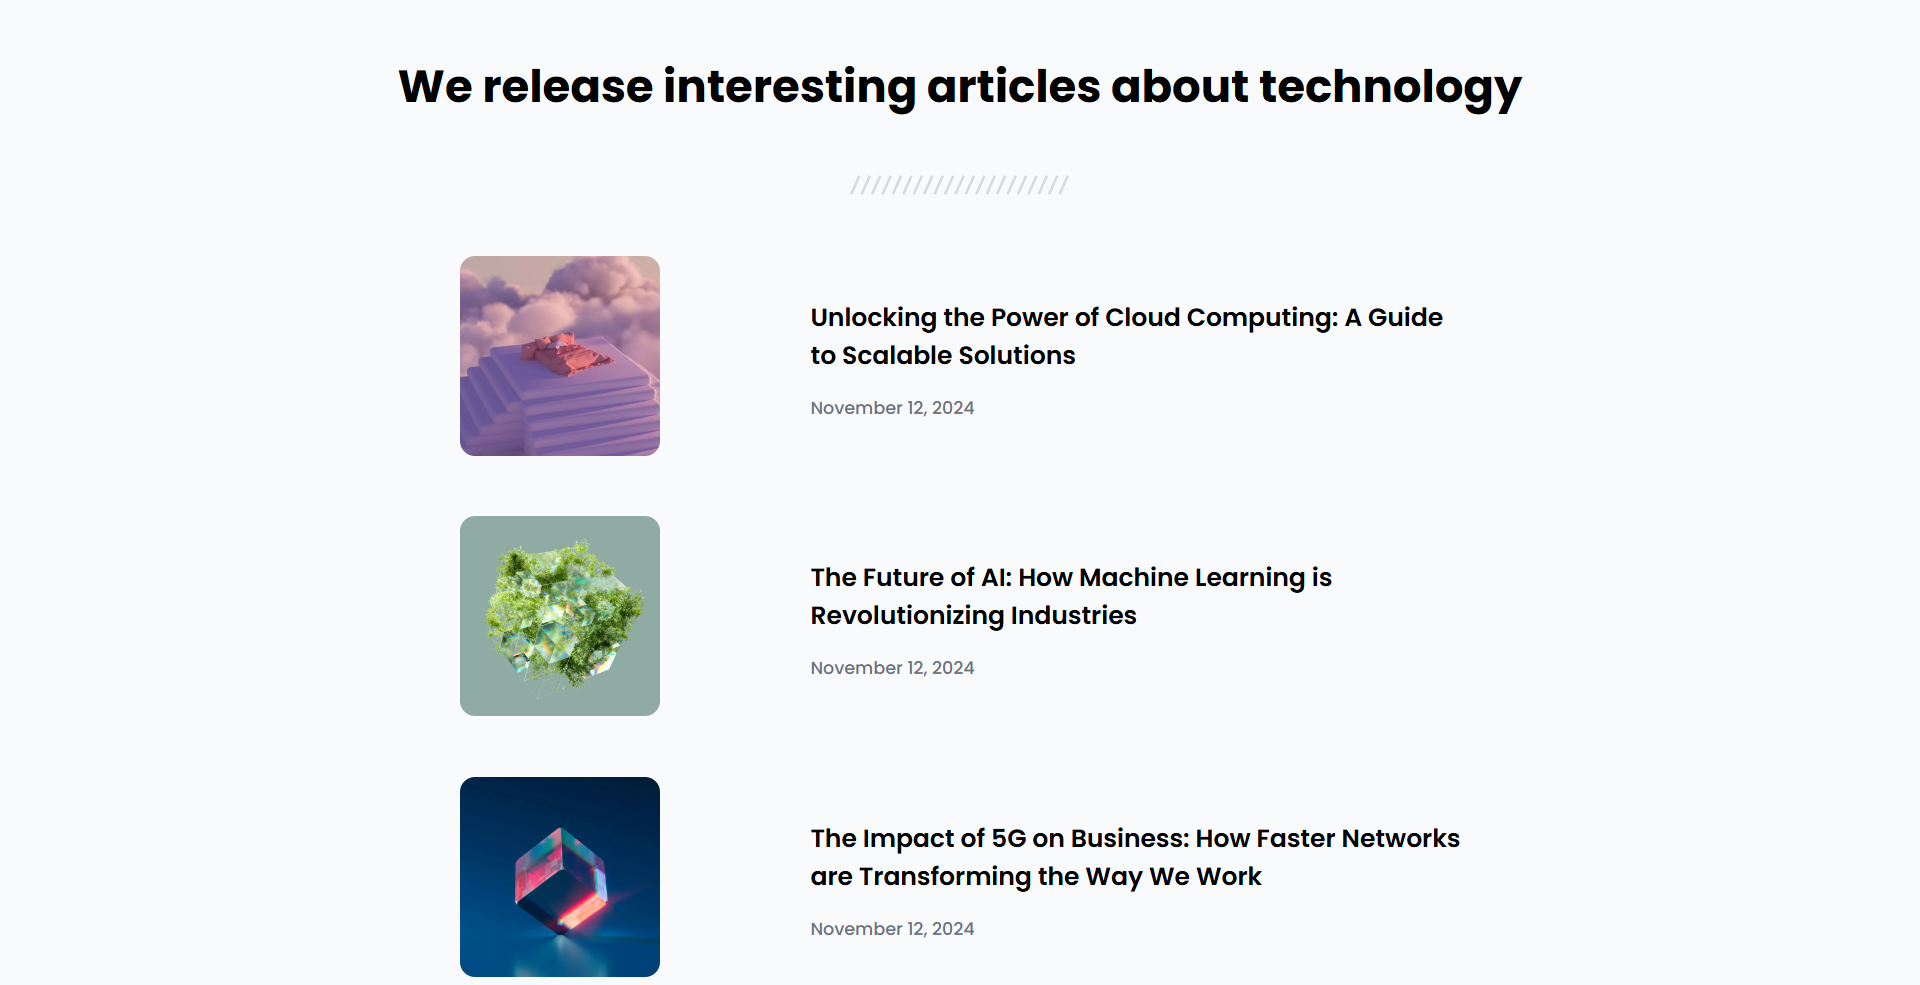 We release interesting articles about technology
Unlocking the Power of Cloud Computing: A Guide
to Scalable Solutions
November 12, 2024
The Future of AI: How Machine Learning is
Revolutionizing Industries
November 12, 2024
The Impact of 5G on Business: How Faster Networks
are Transforming the Way We Work
November 12, 2024